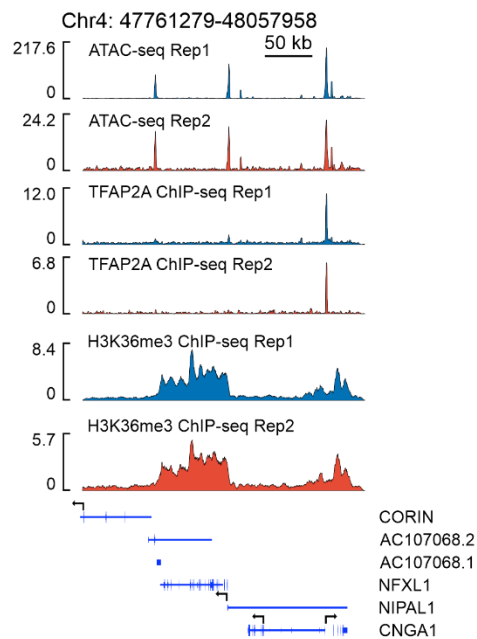 Chr4: 47761279-48057958
50 kb
217.6
ATAC-seq Rep1
0
24.2
ATAC-seq Rep2
0
12.0
TFAP2A ChIP-seq Rep1
0
6.8
TFAP2A ChIP-seq Rep2
0
8.4
H3K36me3 ChIP-seq Rep1
0
5.7
H3K36me3 ChIP-seq Rep2
0
CORIN
AC107068.2
AC107068.1
NFXL1
NIPAL1
CNGA1